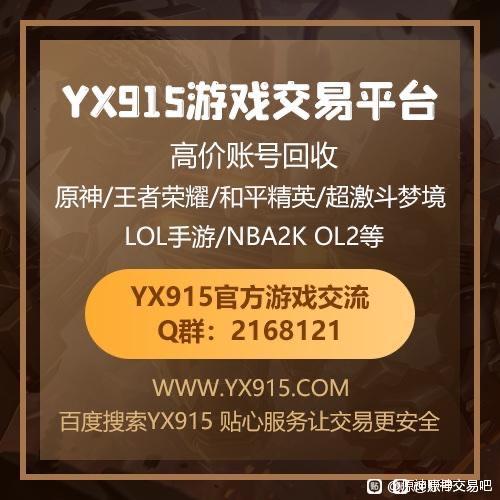 YX915游戏交易平台
高价账号回收
原神/王者荣耀/和平精英/超激斗梦境
LOL手游/NBA2K OL2等
YX915官方游戏交流
Q群：2168121
WWW.YX915.COM
百度搜索YX915 贴心服务让交易更安全